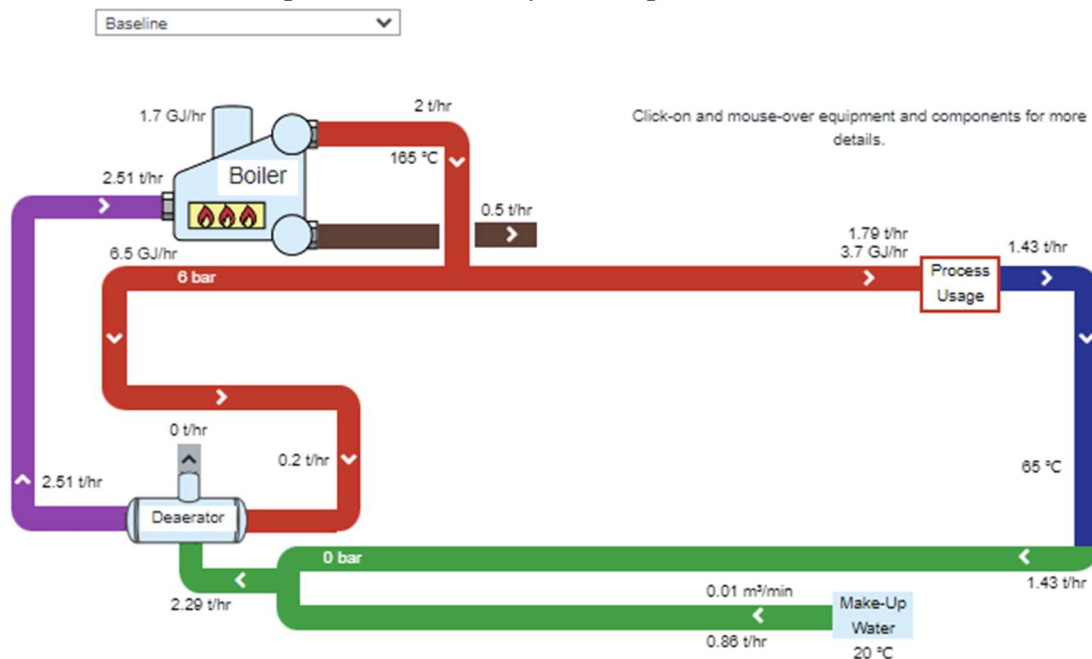 Baseline
1.7 GJ/hr
2 t/hr
Click-on and mouse-over equipment and components for more
details.
165 ºC
Boiler
2.51 t/hr
0.5 t/hr
6.5 GJ/hr
1.79 t/hr
3.7 GJ/hr
1.43 t/hr
6 bar
Process
Usage
0 t/hr
0.2 t/hr
65 ºC
2.51 t/hr
Deaerator
0 bar
2.29 t/hr
0.01 m³/min
1.43 t/hr
Make-Up
Water
0.86 t/hr
20 ºC